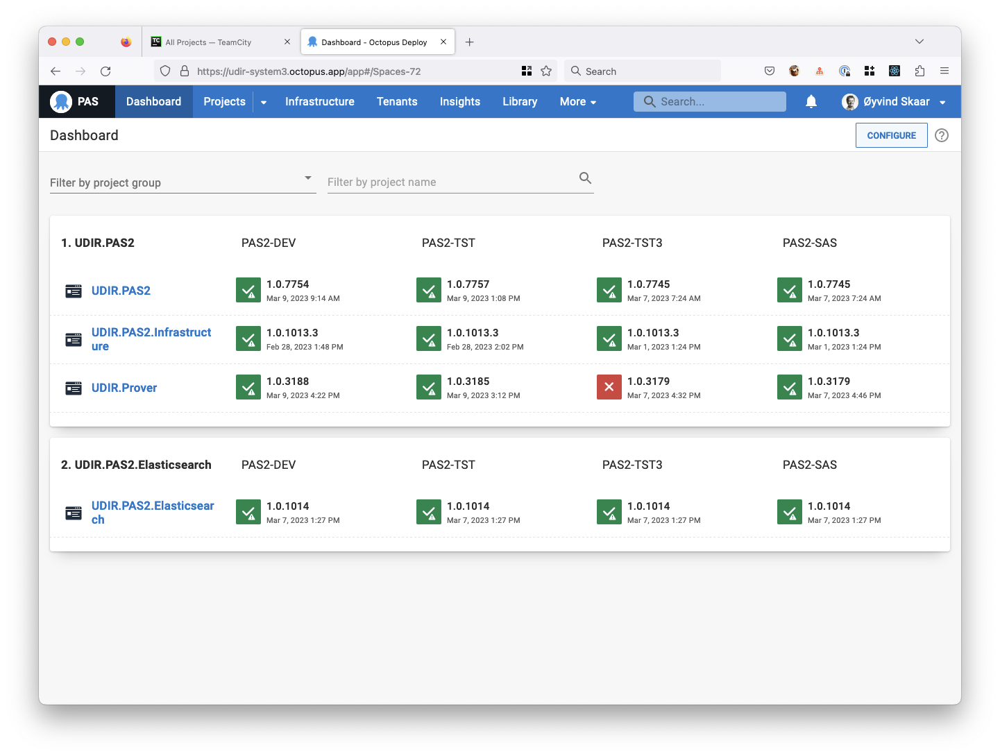 TC All Projects — TeamCity
Dashboard - Octopus Deploy
https://udir-system3.octopus.app/app#/Spaces-72
Search
PAS Dashboard Projects Infrastructure Tenants Insights Library More Search... Øyvind Skaar
Dashboard
CONFIGURE
Filter by project group
Filter by project name
1. UDIR.PAS2 PAS2-DEV PAS2-TST PAS2-TST3 PAS2-SAS
UDIR.PAS2
1.0.7754
Mar 9, 2023 9:14 AM
1.0.7757
Mar 9, 2023 1:08 PM
1.0.7745
Mar 7, 2023 7:24 AM
1.0.7745
Mar 7, 2023 7:24 AM
UDIR.PAS2.Infrastruct
ure
1.0.1013.3
Feb 28, 2023 1:48 PM
1.0.1013.3
Feb 28, 2023 2:02 PM
1.0.1013.3
Mar 1, 2023 1:24 PM
1.0.1013.3
Mar 1, 2023 1:24 PM
UDIR.Prover
1.0.3188
Mar 9, 2023 4:22 PM
1.0.3185
Mar 9, 2023 3:12 PM
1.0.3179
Mar 7, 2023 4:32 PM
1.0.3179
Mar 7, 2023 4:46 PM
2. UDIR.PAS2.Elasticsearch PAS2-DEV PAS2-TST PAS2-TST3 PAS2-SAS
UDIR.PAS2.Elasticsear
ch
1.0.1014
Mar 7, 2023 1:27 PM
1.0.1014
Mar 7, 2023 1:27 PM
1.0.1014
Mar 7, 2023 1:27 PM
1.0.1014
Mar 7, 2023 1:27 PM